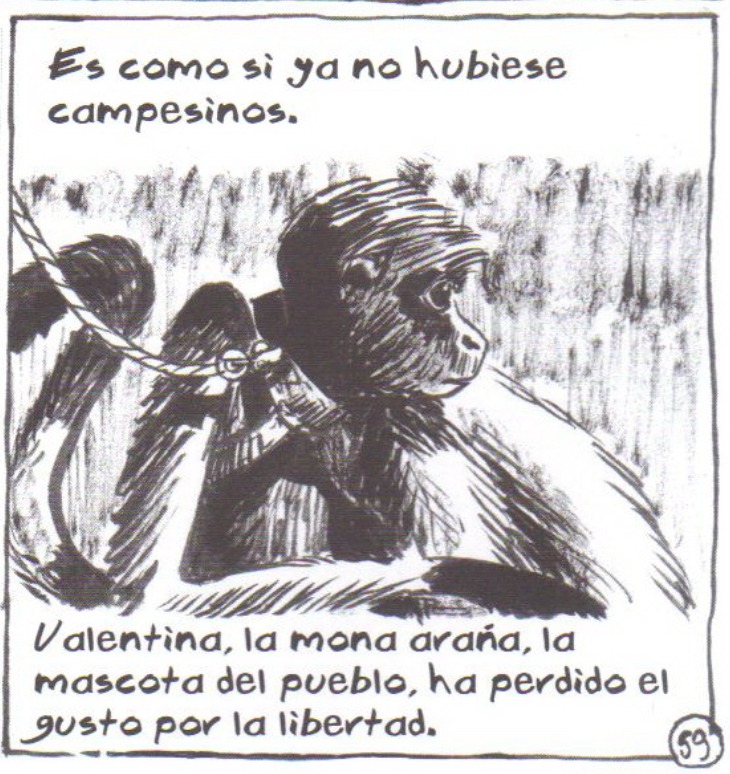 Es como si ya no hubiese
campesinos.
Valentina, la mona araña, la
mascota del pueblo, ha perdido el
gusto por la libertad.
59